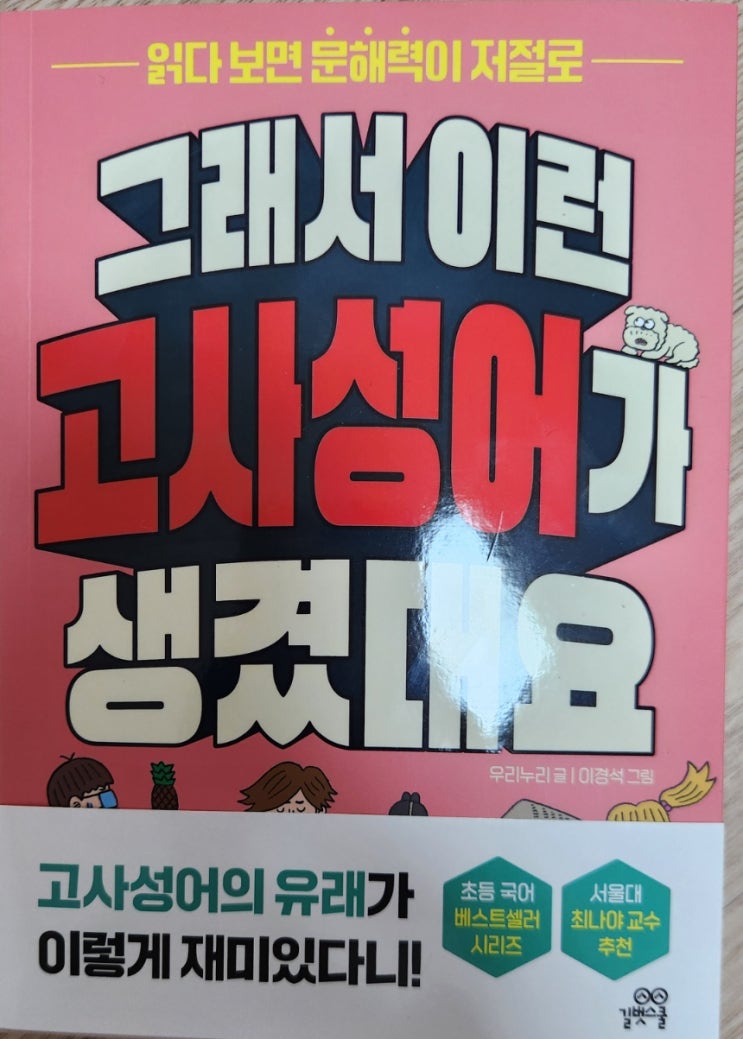 읽다 보면 문해력이 저절로
그래서 이런
고사성어가
생겼대요
우리누리 글 | 이경석 그림
고사성어의 유래가
이렇게 재미있다니!
초등 국어
베스트셀러
시리즈
서울대
최나야 교수
추천
길벗스쿨